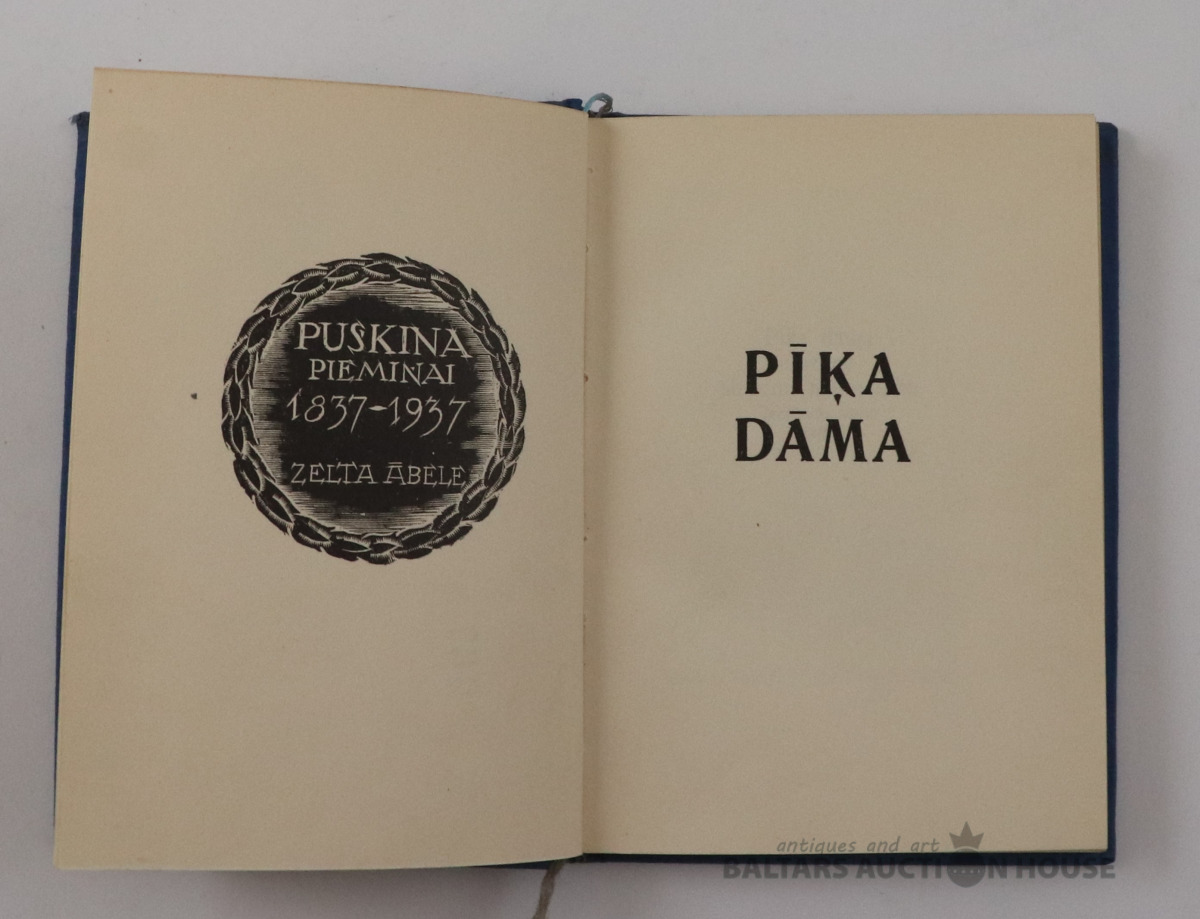 PUŠKINA
PIEMIŅAI
1837-1937
ZELTA ĀBELE
PĪĶA
DĀMA
antiques and art
BALTARS AUCTION HOUSE